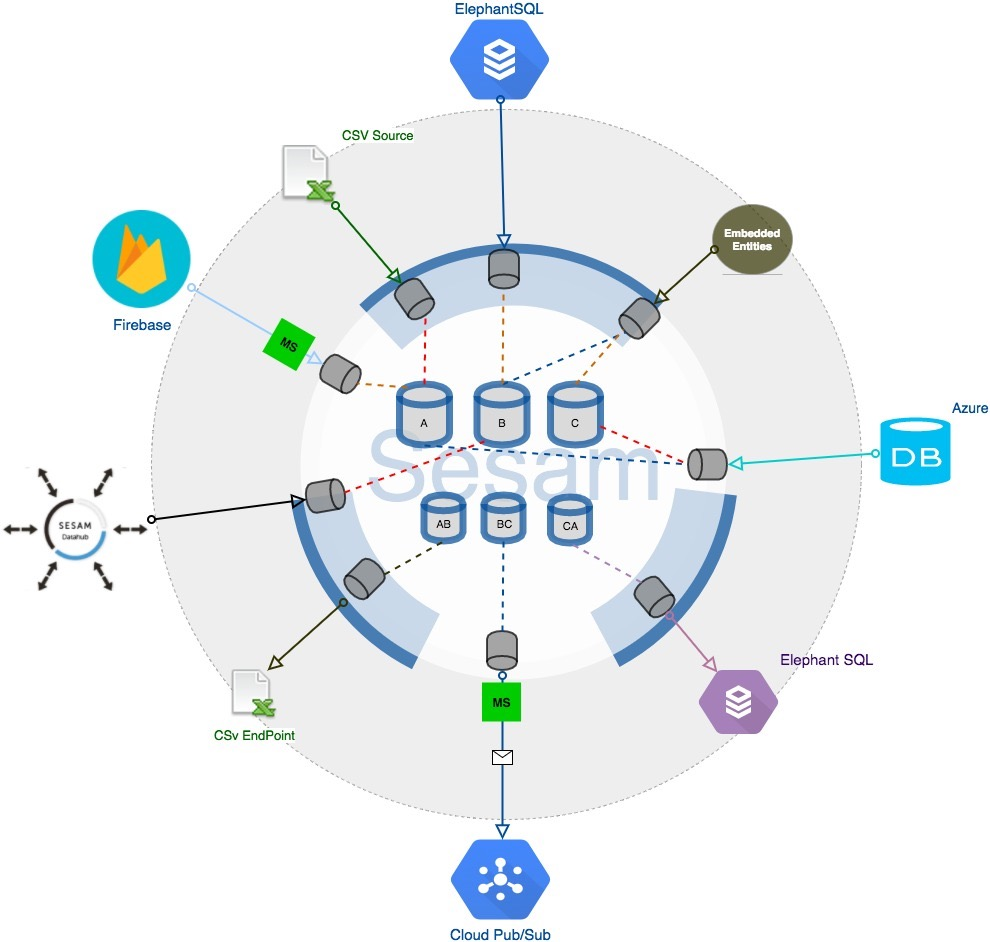 ElephantSQL
CSV Source
Embedded
Entities
Firebase
MS
Azure
DB
A
B
C
Sesam
SESAM
Datahub
AB
BC
CA
Elephant SQL
MS
CSv EndPoint
Cloud Pub/Sub